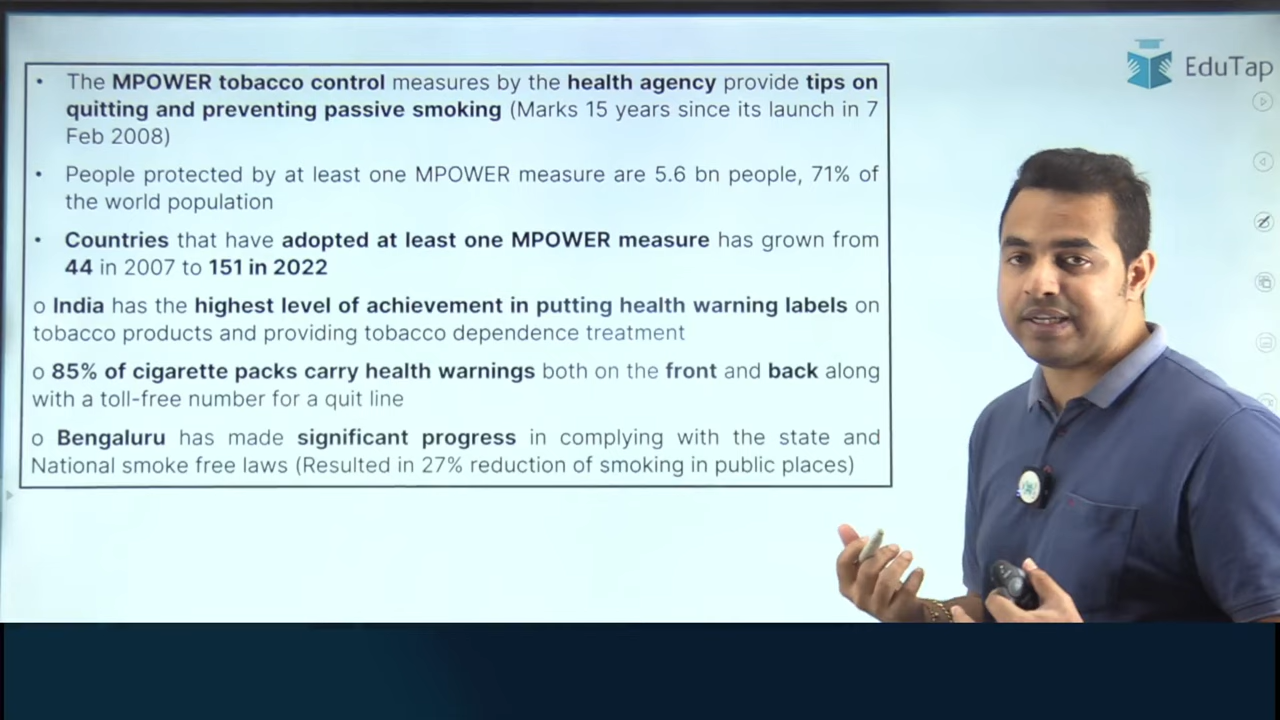 • The MPOWER tobacco control measures by the health agency provide tips on
quitting and preventing passive smoking (Marks 15 years since its launch in 7
Feb 2008)
• People protected by at least one MPOWER measure are 5.6 bn people, 71% of
the world population
• Countries that have adopted at least one MPOWER measure has grown from
44 in 2007 to 151 in 2022
o India has the highest level of achievement in putting health warning labels on
tobacco products and providing tobacco dependence treatment
o 85% of cigarette packs carry health warnings both on the front and back along
with a toll-free number for a quit line
o Bengaluru has made significant progress in complying with the state and
National smoke free laws (Resulted in 27% reduction of smoking in public places)
EduTap